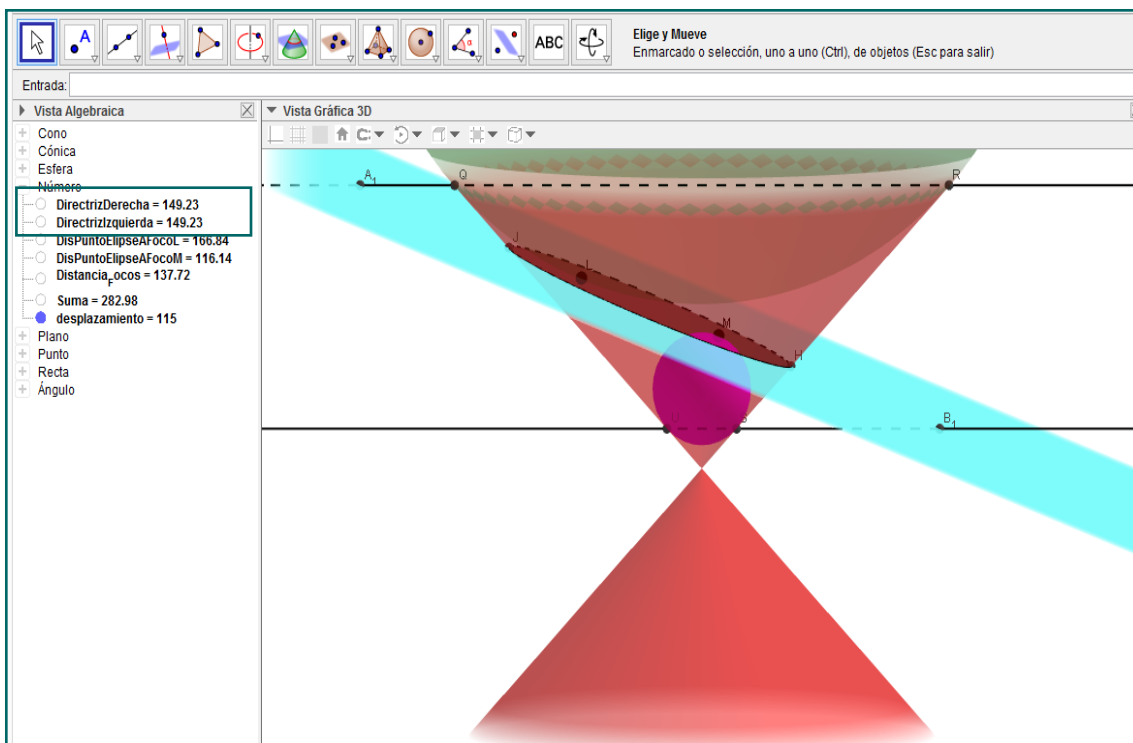 ABC
Elige y Mueve
Enmarcado o selección, uno a uno (Ctrl), de objetos (Esc para salir)
Entrada:
Vista Algebraica
Vista Gráfica 3D
Cono
Cónica
Esfera
Número
DirectrizDerecha = 149.23
DirectrizIzquierda = 149.23
DisPuntoElipseAFocoL = 166.84
DisPuntoElipseAFocoM = 116.14
Distancia_Focos = 137.72
Suma = 282.98
desplazamiento = 115
Plano
Punto
Recta
Ángulo
A1
Q
R
J
L
M
H
U
B1